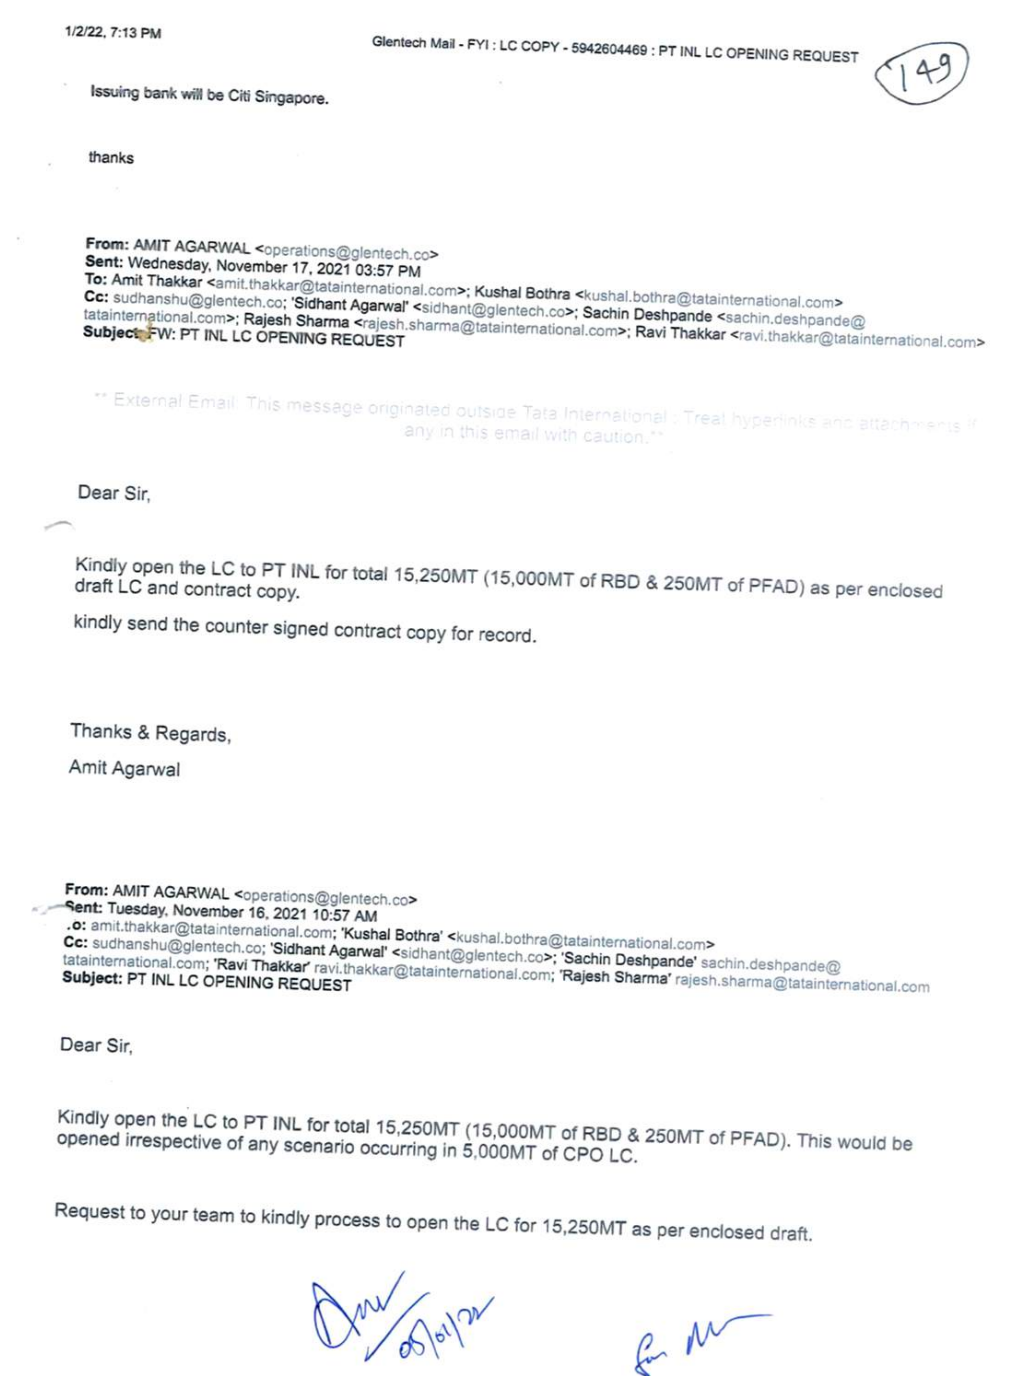 1/2/22, 7:13 PM
Glentech Mail - FYI : LC COPY - 5942604469 : PT INL LC OPENING REQUEST
149
Issuing bank will be Citi Singapore.
thanks
From: AMIT AGARWAL <operations@glentech.co>
Sent: Wednesday, November 17, 2021 03:57 PM
To: Amit Thakkar <amit.thakkar@tatainternational.com>; Kushal Bothra <kushal.bothra@tatainternational.com>
Cc: sudhanshu@glentech.co; 'Sidhant Agarwal' <sidhant@glentech.co>; Sachin Deshpande <sachin.deshpande@
tatainternational.com>; Rajesh Sharma <rajesh.sharma@tatainternational.com>; Ravi Thakkar <ravi.thakkar@tatainternational.com>
Subject: FW: PT INL LC OPENING REQUEST
** External Email. This message originated outside Tata International : Treat hyperlinks and attachments if
any in this email with caution.**
Dear Sir,
Kindly open the LC to PT INL for total 15,250MT (15,000MT of RBD & 250MT of PFAD) as per enclosed
draft LC and contract copy.
kindly send the counter signed contract copy for record.
Thanks & Regards,
Amit Agarwal
From: AMIT AGARWAL <operations@glentech.co>
Sent: Tuesday, November 16, 2021 10:57 AM
.o: amit.thakkar@tatainternational.com; 'Kushal Bothra' <kushal.bothra@tatainternational.com>
Cc: sudhanshu@glentech.co; 'Sidhant Agarwal' <sidhant@glentech.co>; 'Sachin Deshpande' sachin.deshpande@
tatainternational.com; 'Ravi Thakkar' ravi.thakkar@tatainternational.com; 'Rajesh Sharma' rajesh.sharma@tatainternational.com
Subject: PT INL LC OPENING REQUEST
Dear Sir,
Kindly open the LC to PT INL for total 15,250MT (15,000MT of RBD & 250MT of PFAD). This would be
opened irrespective of any scenario occurring in 5,000MT of CPO LC.
Request to your team to kindly process to open the LC for 15,250MT as per enclosed draft.
05/01/22